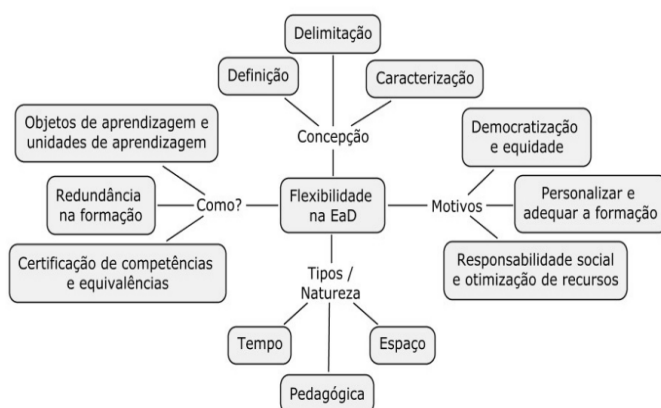 Delimitação
Definição
Caracterização
Concepção
Objetos de aprendizagem e
unidades de aprendizagem
Redundância
na formação
Certificação de competências
e equivalências
Como?
Flexibilidade
na EaD
Motivos
Democratização
e equidade
Personalizar e
adequar a formação
Responsabilidade social
e otimização de recursos
Tipos /
Natureza
Tempo
Espaço
Pedagógica